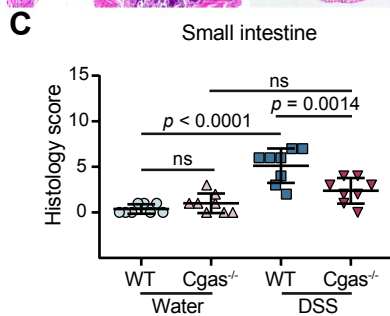 C
Small intestine
Histology score
15
10
5
0
ns
p = 0.0014
p < 0.0001
ns
WT Cgas-/- WT Cgas-/-
Water DSS